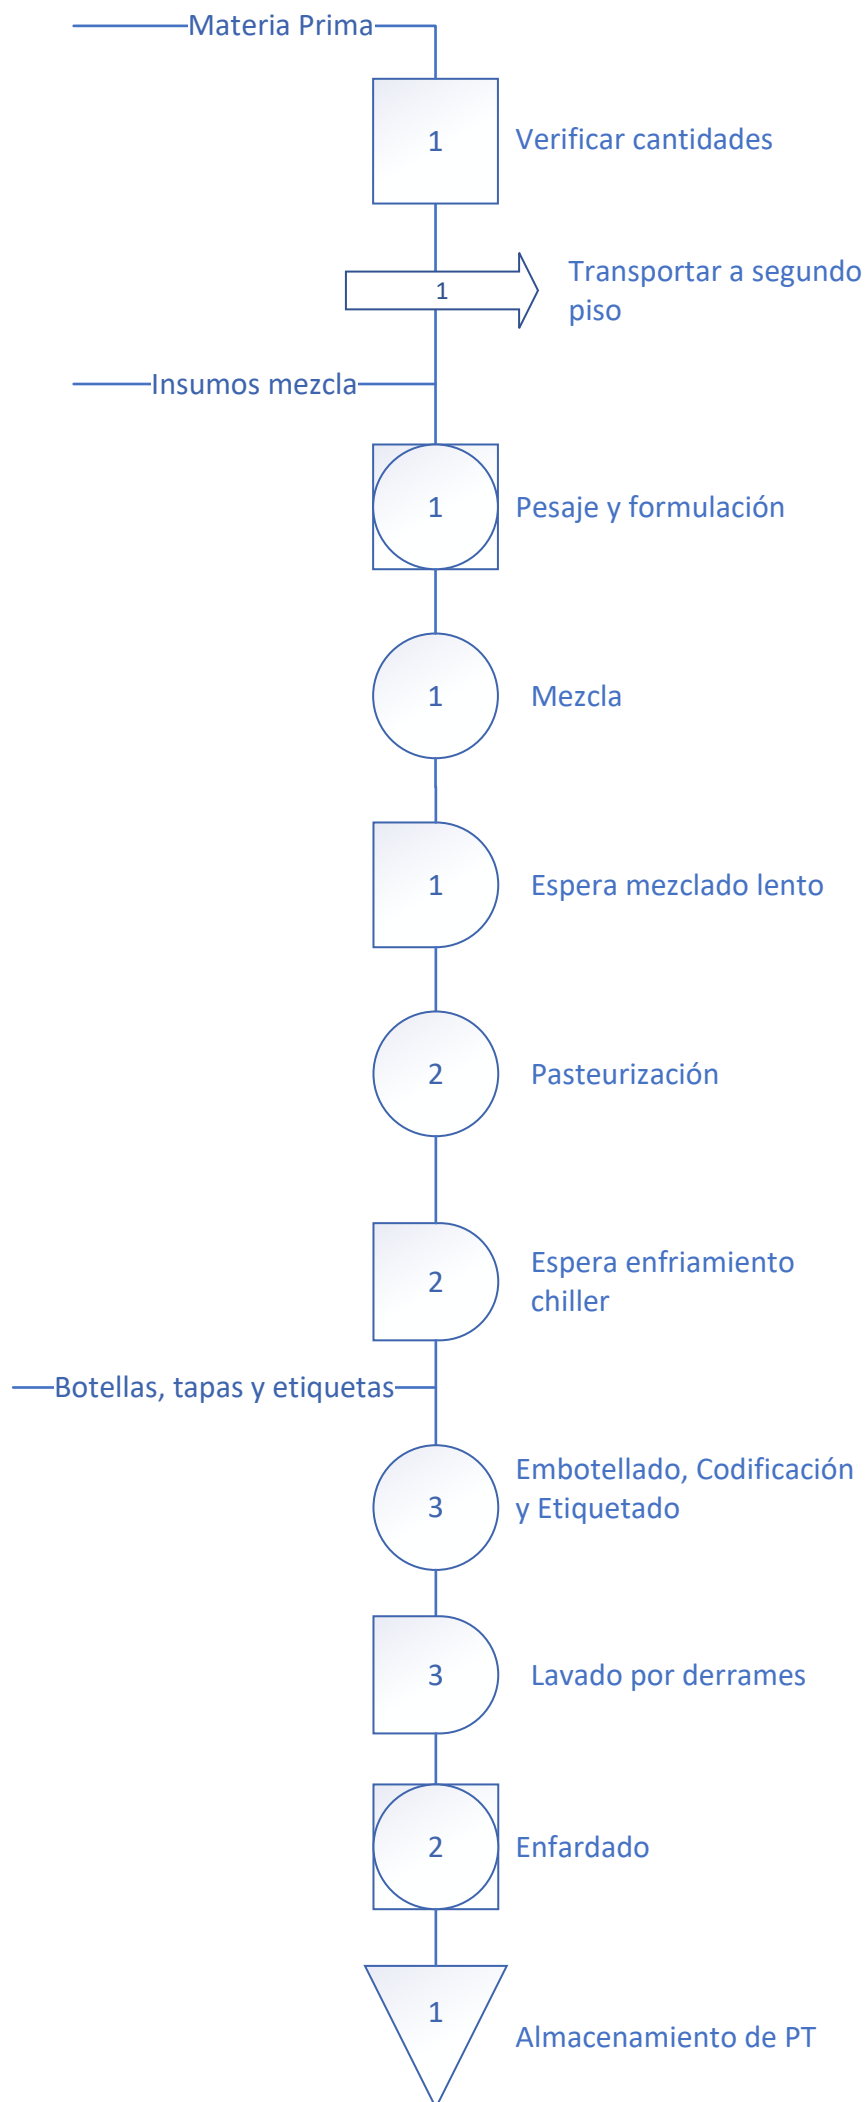 Materia Prima
1
Verificar cantidades
1
Transportar a segundo
piso
Insumos mezcla
1
Pesaje y formulación
1
Mezcla
1
Espera mezclado lento
2
Pasteurización
2
Espera enfriamiento
chiller
Botellas, tapas y etiquetas
3
Embotellado, Codificación
y Etiquetado
3
Lavado por derrames
2
Enfardado
1
Almacenamiento de PT